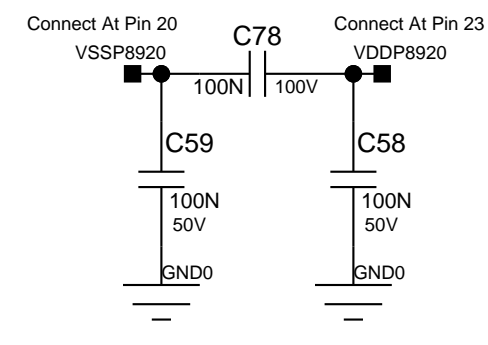 Connect At Pin 20
Connect At Pin 23
VSSP8920
C78
VDDP8920
100N
100V
C59
C58
100N
100N
50V
50V
GND0
GND0